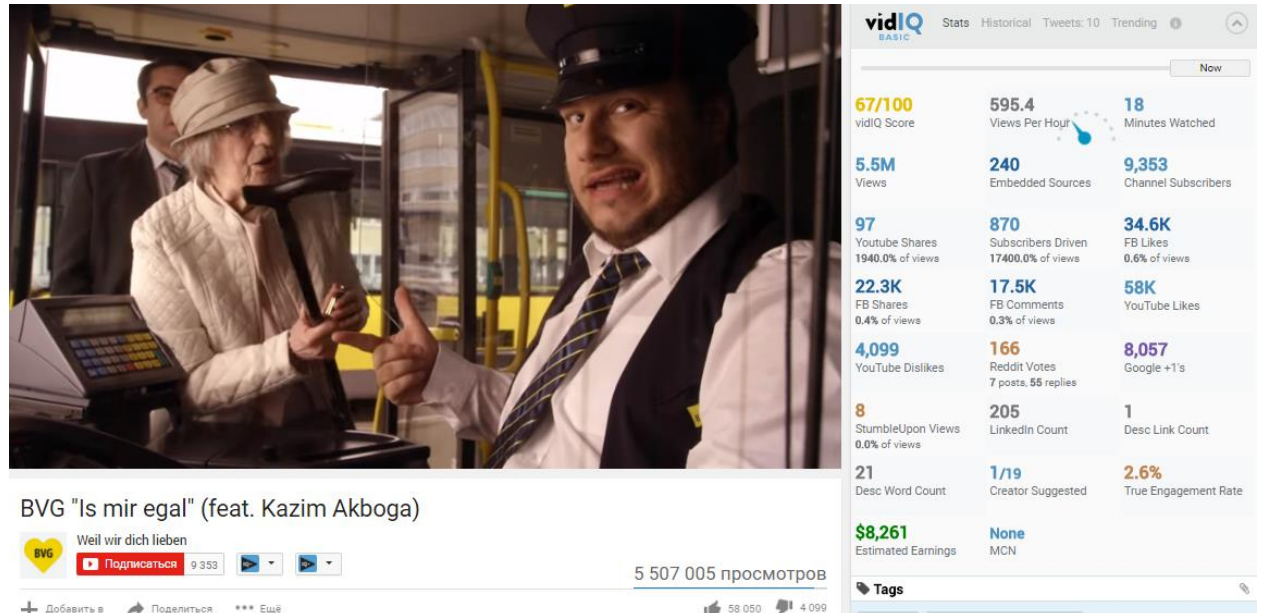 BVG "Is mir egal" (feat. Kazim Akboga)
BVG
Weil wir dich lieben
Подписаться 9 353
5 507 005 просмотров
Добавить в Поделиться ••• Ещё
58 050 4 099
vidIQ
BASIC
Stats Historical Tweets: 10 Trending
Now
67/100 595.4 18
vidIQ Score Views Per Hour Minutes Watched
5.5M 240 9,353
Views Embedded Sources Channel Subscribers
97 870 34.6K
Youtube Shares Subscribers Driven FB Likes
1940.0% of views 17400.0% of views 0.6% of views
22.3K 17.5K 58K
FB Shares FB Comments YouTube Likes
0.4% of views 0.3% of views
4,099 166 8,057
YouTube Dislikes Reddit Votes Google +1's
7 posts, 55 replies
8 205 1
StumbleUpon Views LinkedIn Count Desc Link Count
0.0% of views
21 1/19 2.6%
Desc Word Count Creator Suggested True Engagement Rate
$8,261 None
Estimated Earnings MCN
Tags